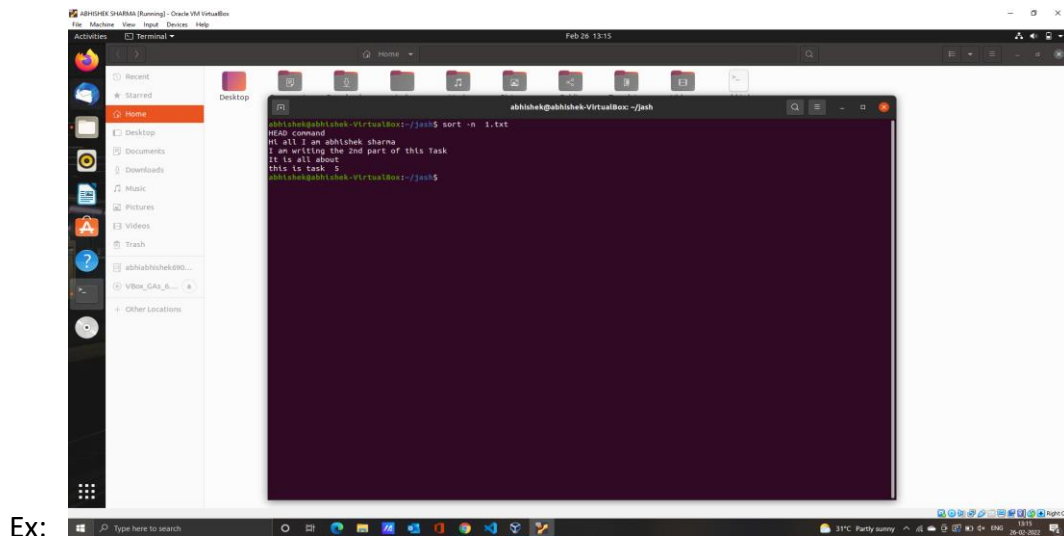 ABHISHEK SHARMA [Running] - Oracle VM VirtualBox
File Machine View Input Devices Help
Activities Terminal Feb 26 13:15
Home
Recent
Starred
Desktop
Home
abhishek@abhishek-VirtualBox: ~/jash
abhishek@abhishek-VirtualBox:~/jash$ sort -n 1.txt
HEAD command
Hi all I am abhishek sharma
I am writing the 2nd part of this Task
It is all about
this is task 5
abhishek@abhishek-VirtualBox:~/jash$
Desktop
Documents
Downloads
Music
Pictures
Videos
Trash
abhiabhishek690...
VBox_GAs_6....
+ Other Locations
Ex:
Type here to search
31°C Partly sunny
ENG
13:15
26-02-2022
Right C